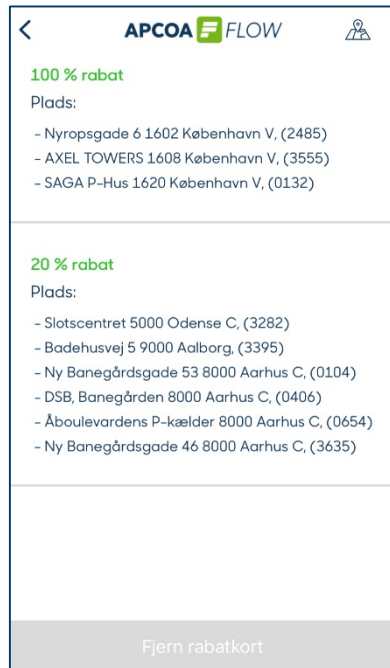 APCOA FLOW
100 % rabat
Plads:
- Nyropsgade 6 1602 København V, (2485)
- AXEL TOWERS 1608 København V, (3555)
- SAGA P-Hus 1620 København V, (0132)
20 % rabat
Plads:
- Slotscentret 5000 Odense C, (3282)
- Badehusvej 5 9000 Aalborg, (3395)
- Ny Banegårdsgade 53 8000 Aarhus C, (0104)
- DSB, Banegården 8000 Aarhus C, (0406)
- Åboulevardens P-kælder 8000 Aarhus C, (0654)
- Ny Banegårdsgade 46 8000 Aarhus C, (3635)
Fjern rabatkort